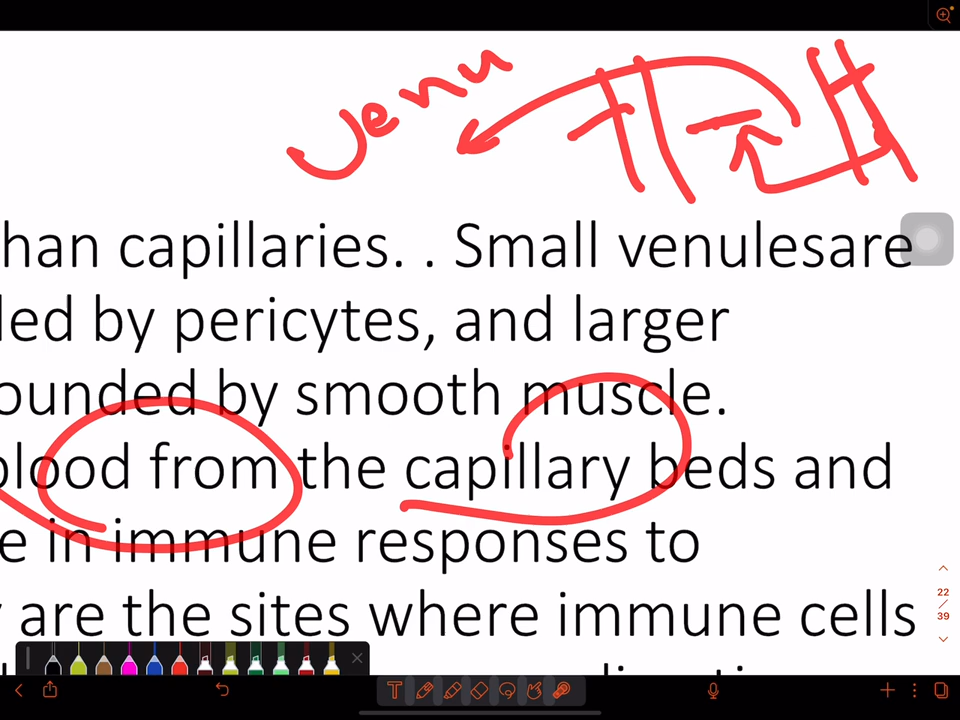 venu
han capillaries. . Small venulesare
led by pericytes, and larger
ounded by smooth muscle.
blood from the capillary beds and
e in immune responses to
are the sites where immune cells
22
39